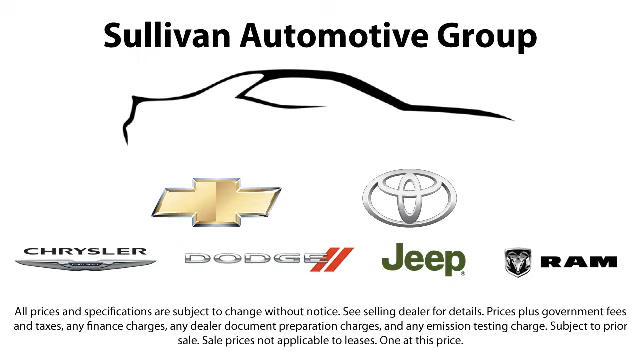 Sullivan Automotive Group
CHRYSLER
DODGE
Jeep
RAM
All prices and specifications are subject to change without notice. See selling dealer for details. Prices plus government fees
and taxes, any finance charges, any dealer document preparation charges, and any emission testing charge. Subject to prior
sale. Sale prices not applicable to leases. One at this price.